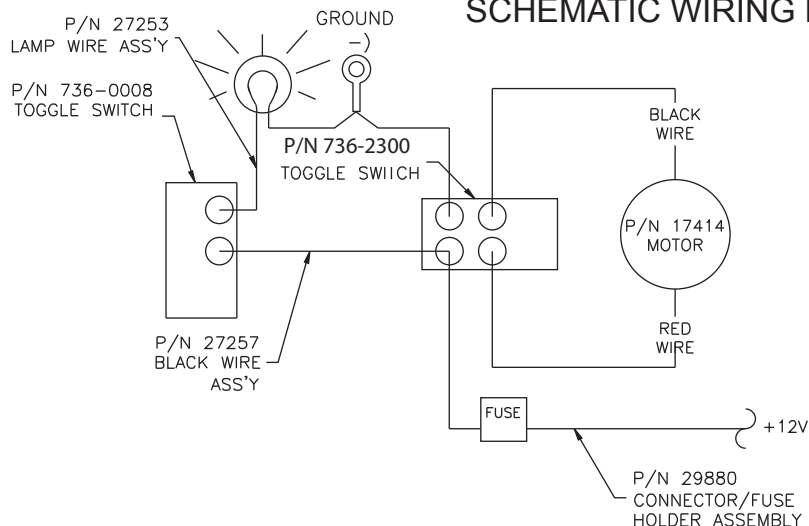 SCHEMATIC WIRING
P/N 27253
LAMP WIRE ASS'Y
GROUND
–)
P/N 736-0008
TOGGLE SWITCH
P/N 736-2300
TOGGLE SWIICH
BLACK
WIRE
P/N 17414
MOTOR
RED
WIRE
P/N 27257
BLACK WIRE
ASS'Y
FUSE
+12V
P/N 29880
CONNECTOR/FUSE
HOLDER ASSEMBLY